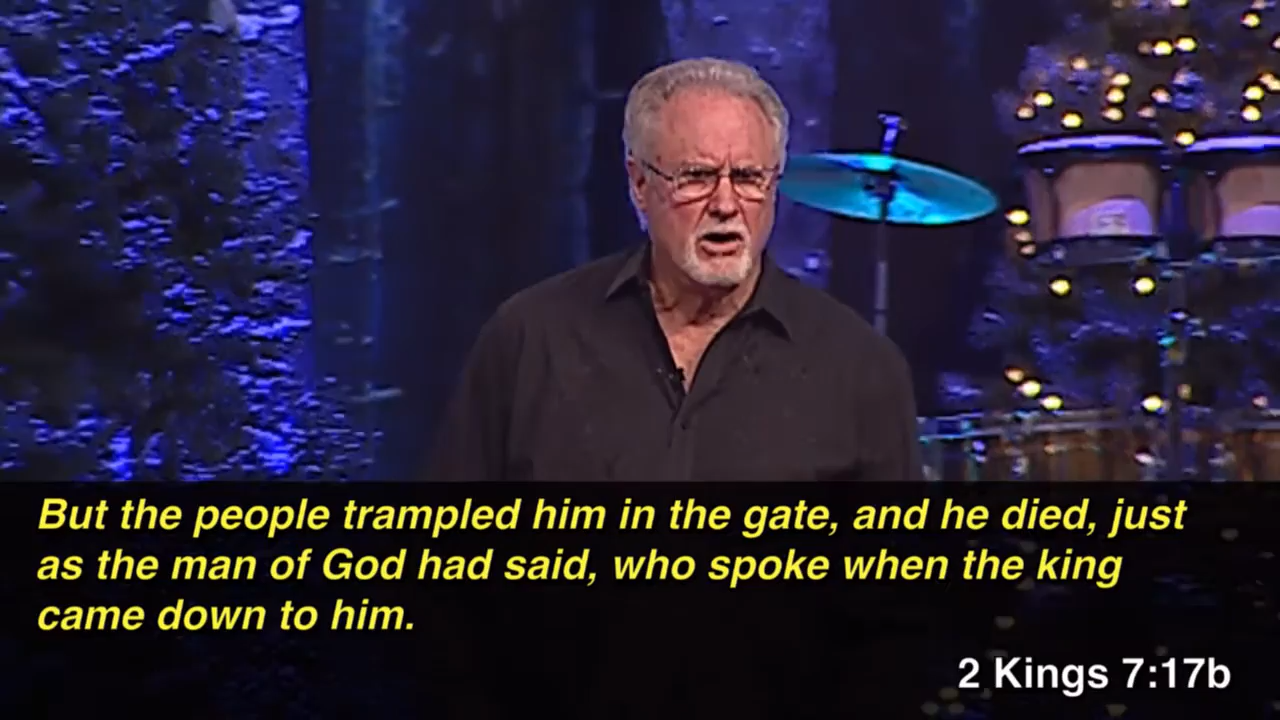 But the people trampled him in the gate, and he died, just
as the man of God had said, who spoke when the king
came down to him.
2 Kings 7:17b